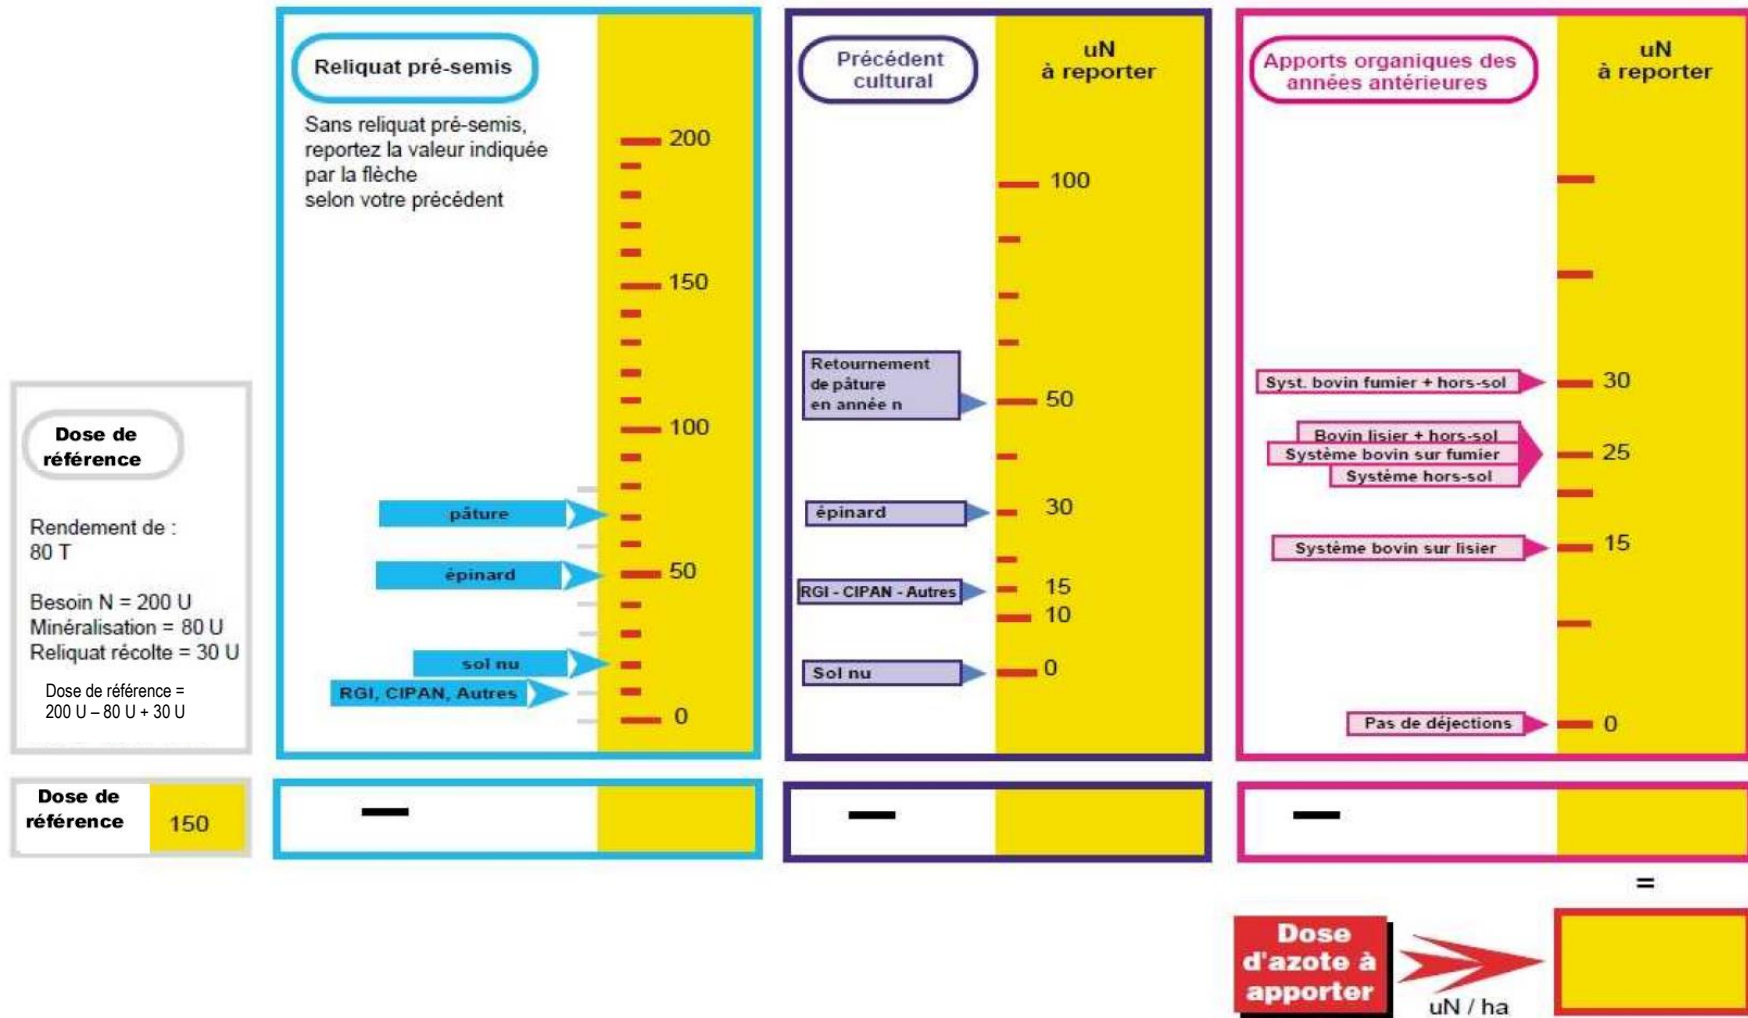 Dose de
référence
Rendement de :
80 T
Besoin N = 200 U
Minéralisation = 80 U
Reliquat récolte = 30 U
Dose de référence =
200 U – 80 U + 30 U
Dose de
référence
150
Reliquat pré-semis
Sans reliquat pré-semis,
reportez la valeur indiquée
par la flèche
selon votre précédent
200
150
100
pâture
épinard
50
sol nu
RGI, CIPAN, Autres
0
—
Précédent
cultural
uN
à reporter
100
Retournement
de pâture
en année n
50
épinard
30
RGI - CIPAN - Autres
15
10
Sol nu
0
—
Apports organiques des
années antérieures
uN
à reporter
Syst. bovin fumier + hors-sol
30
Bovin lisier + hors-sol
Système bovin sur fumier
25
Système hors-sol
Système bovin sur lisier
15
Pas de déjections
0
—
=
Dose
d'azote à
apporter
uN / ha